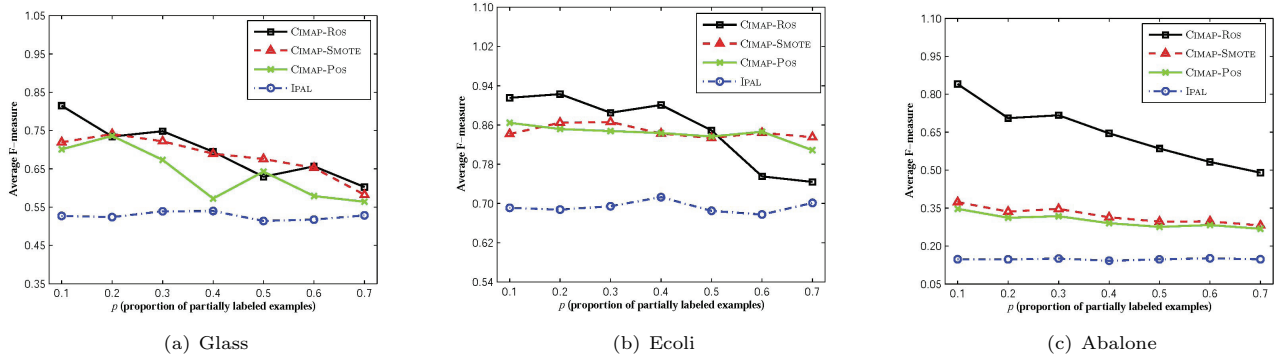 1.05
0.95
0.85
0.75
0.65
0.55
0.45
0.35
Average F-measure
CIMAP-ROS
CIMAP-SMOTE
CIMAP-POS
IPAL
0.1 0.2 0.3 0.4 0.5 0.6 0.7
p (proportion of partially labeled examples)
(a) Glass
1.10
1.02
0.94
0.86
0.78
0.70
0.62
0.54
Average F-measure
CIMAP-ROS
CIMAP-SMOTE
CIMAP-POS
IPAL
0.1 0.2 0.3 0.4 0.5 0.6 0.7
p (proportion of partially labeled examples)
(b) Ecoli
1.10
0.95
0.80
0.65
0.50
0.35
0.20
0.05
Average F-measure
CIMAP-ROS
CIMAP-SMOTE
CIMAP-POS
IPAL
0.1 0.2 0.3 0.4 0.5 0.6 0.7
p (proportion of partially labeled examples)
(c) Abalone